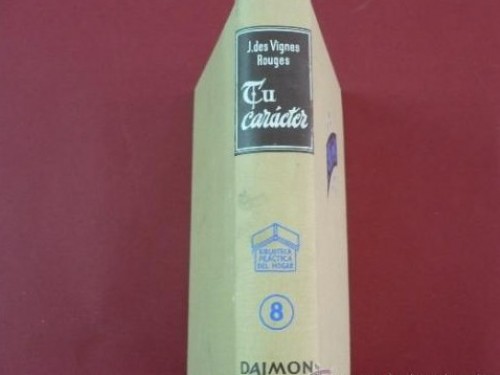 J. des Vignes
Rouges
Tu
carácter
BIBLIOTECA
PRÁCTICA
DEL HOGAR
8
DAIMON